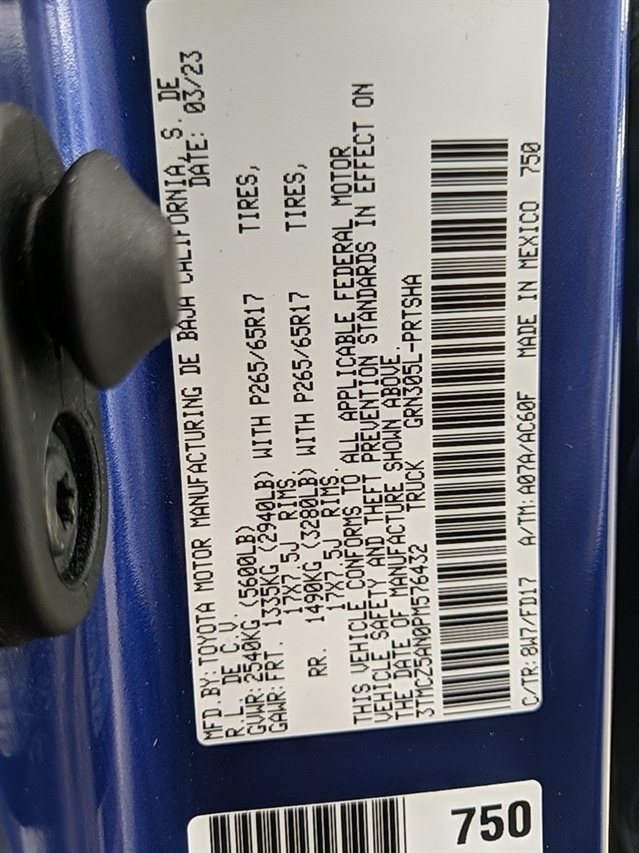 MFD.BY:TOYOTA MOTOR MANUFACTURING DE BAJA CALIFORNIA, S. DE
R.L. DE C.V. DATE: 03/23
GVWR:2540KG (5600LB)
GAWR:FRT. 1335KG (2940LB) WITH P265/65R17 TIRES,
17X7.5J RIMS.
RR. 1490KG (3280LB) WITH P265/65R17 TIRES,
17X7.5J RIMS.
THIS VEHICLE CONFORMS TO ALL APPLICABLE FEDERAL MOTOR
VEHICLE SAFETY AND THEFT PREVENTION STANDARDS IN EFFECT ON
THE DATE OF MANUFACTURE SHOWN ABOVE.
3TMCZ5AN0PM576432 TRUCK GRN305L-PRTSHA
C/TR:8W7/FD17 A/TM:A07A/AC60F MADE IN MEXICO 750
750